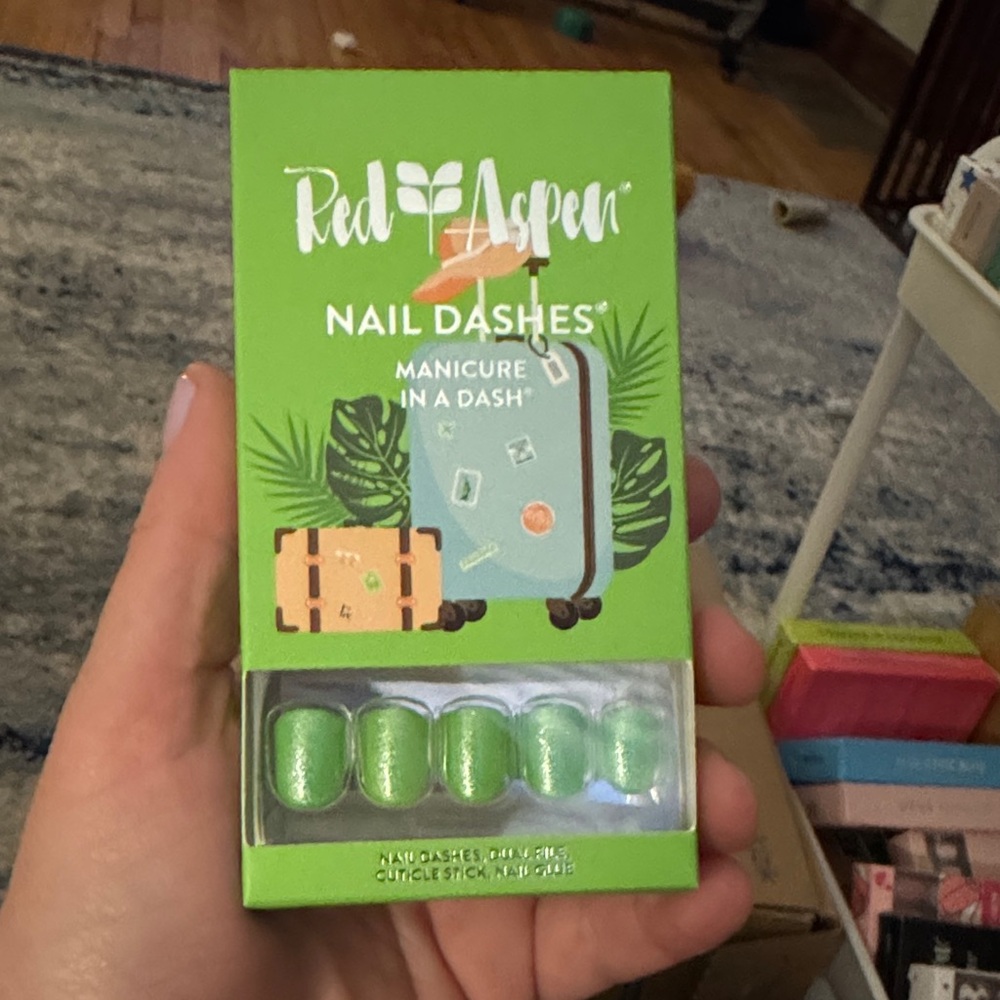 Red Aspen®
NAIL DASHES®
MANICURE
IN A DASH®
NAIL DASHES, DUAL FILE,
CUTICLE STICK, NAIL GLUE